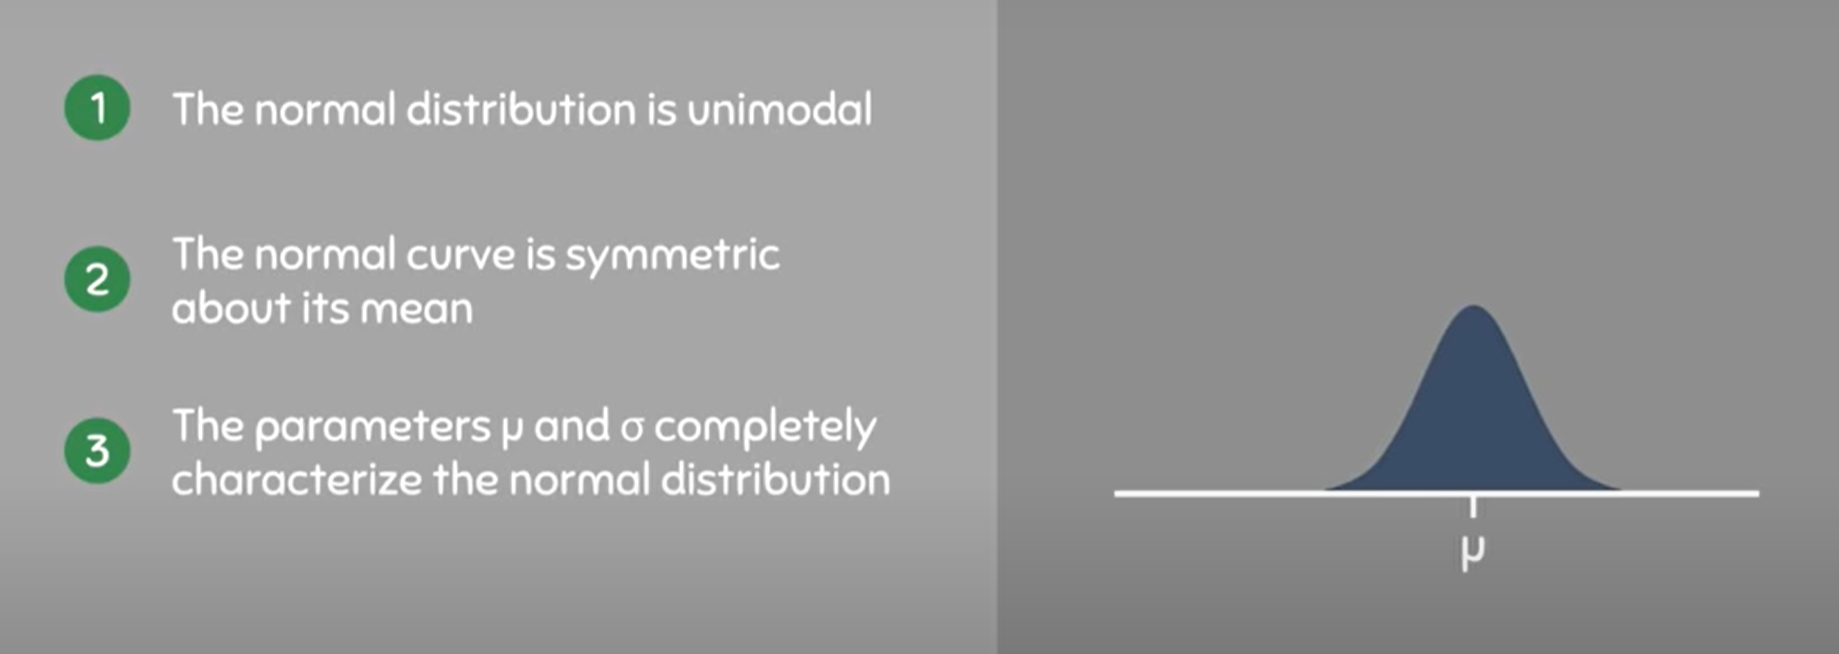 1 The normal distribution is unimodal
2 The normal curve is symmetric
about its mean
3 The parameters μ and σ completely
characterize the normal distribution
μ